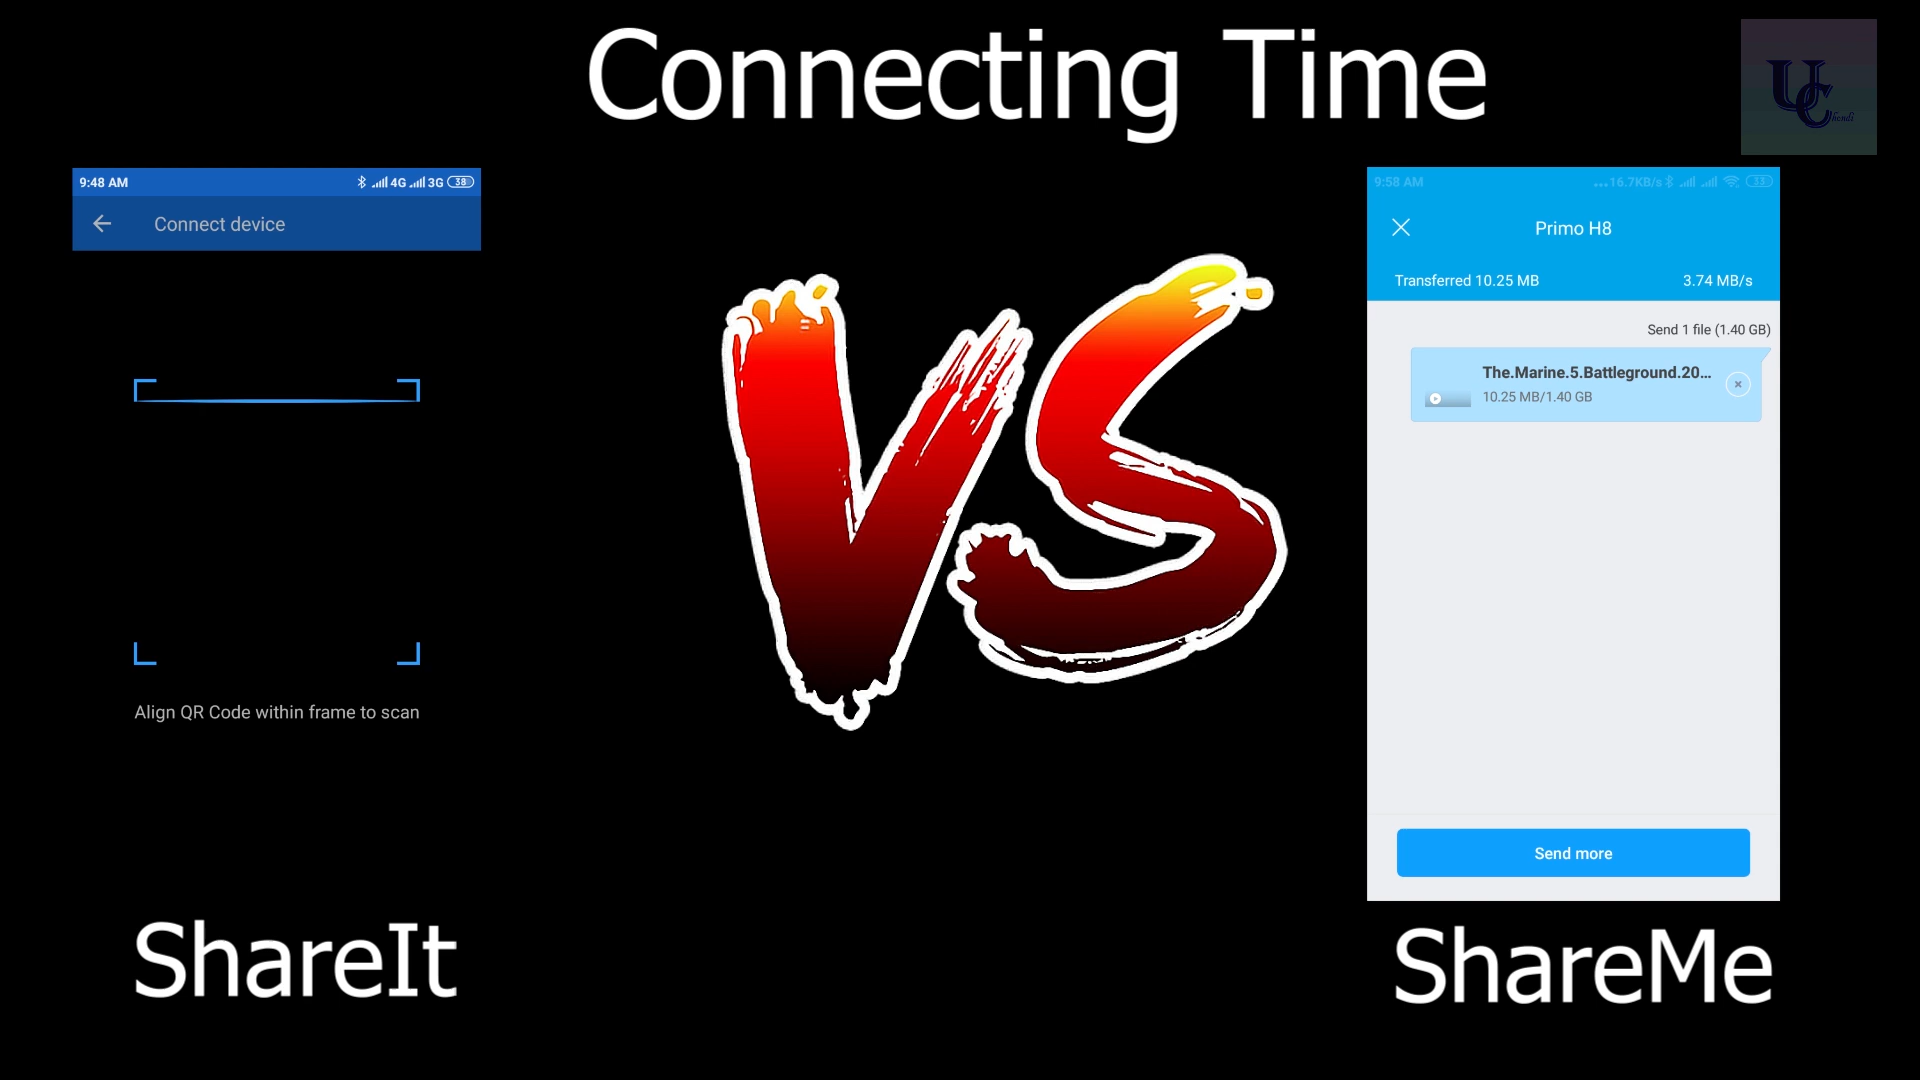 Connecting Time
UC
9:48 AM 4G 3G 38
Connect device
Align QR Code within frame to scan
ShareIt
VS
9:58 AM ...16.7KB/s 33
Primo H8
Transferred 10.25 MB 3.74 MB/s
Send 1 file (1.40 GB)
The.Marine.5.Battleground.20...
10.25 MB/1.40 GB
Send more
ShareMe